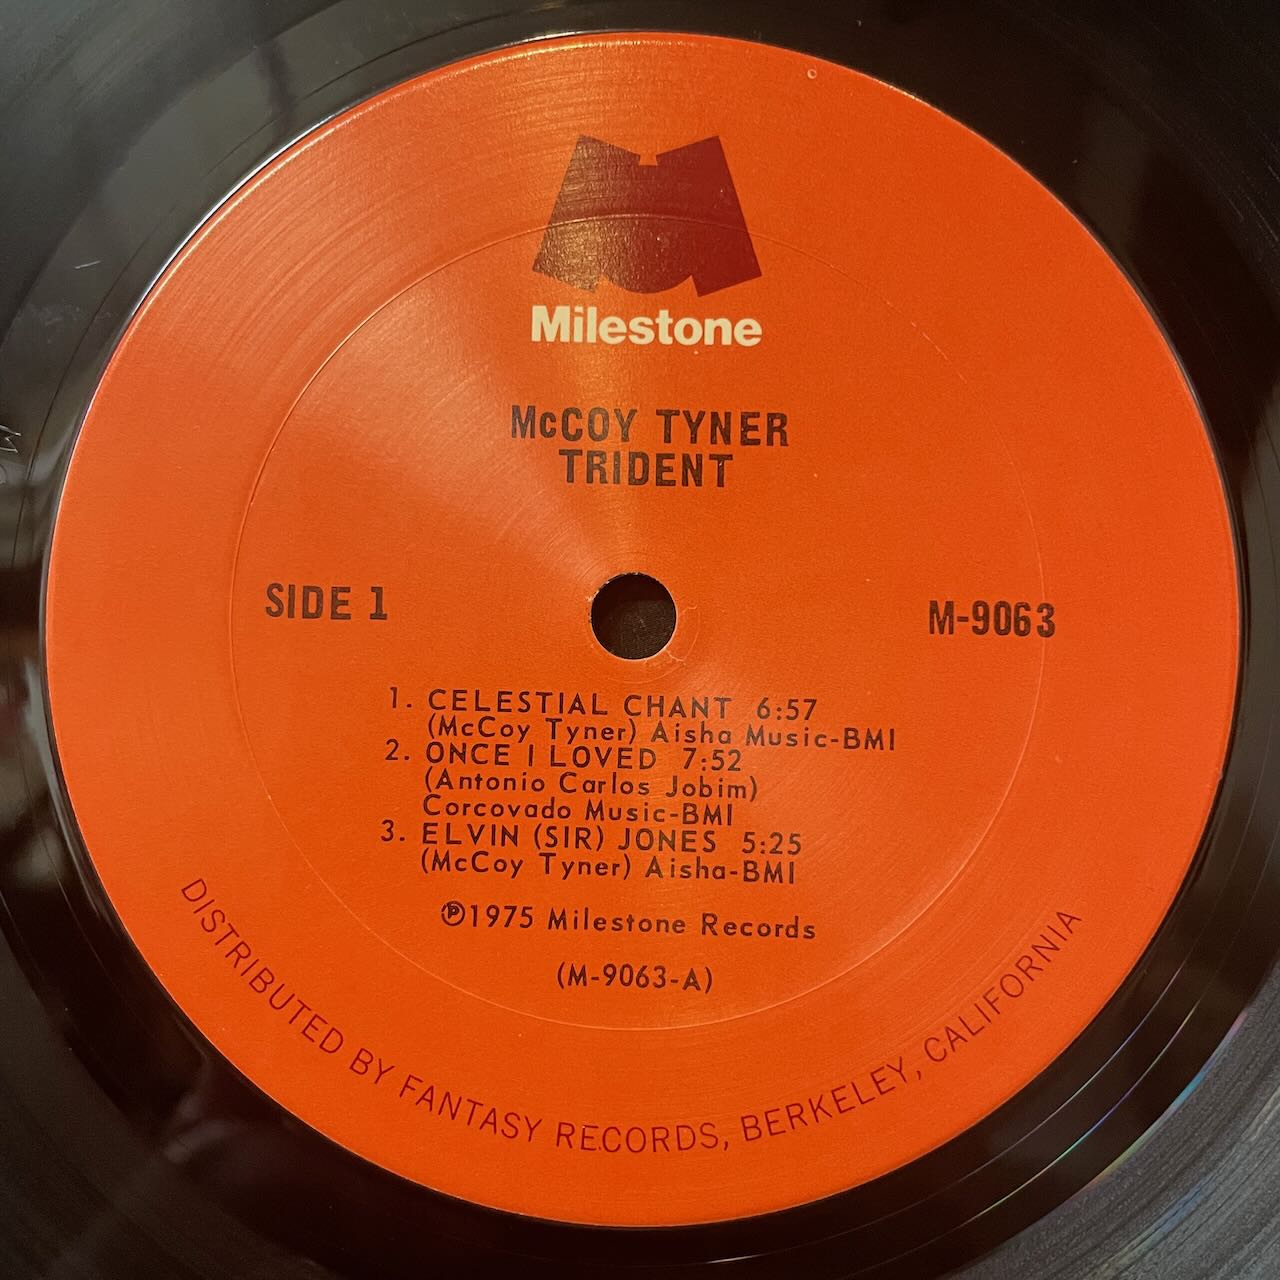 Milestone
McCOY TYNER
TRIDENT
SIDE 1
M-9063
1. CELESTIAL CHANT 6:57
(McCoy Tyner) Aisha Music-BMI
2. ONCE I LOVED 7:52
(Antonio Carlos Jobim)
Corcovado Music-BMI
3. ELVIN (SIR) JONES 5:25
(McCoy Tyner) Aisha-BMI
℗1975 Milestone Records
(M-9063-A)
DISTRIBUTED BY FANTASY RECORDS, BERKELEY, CALIFORNIA